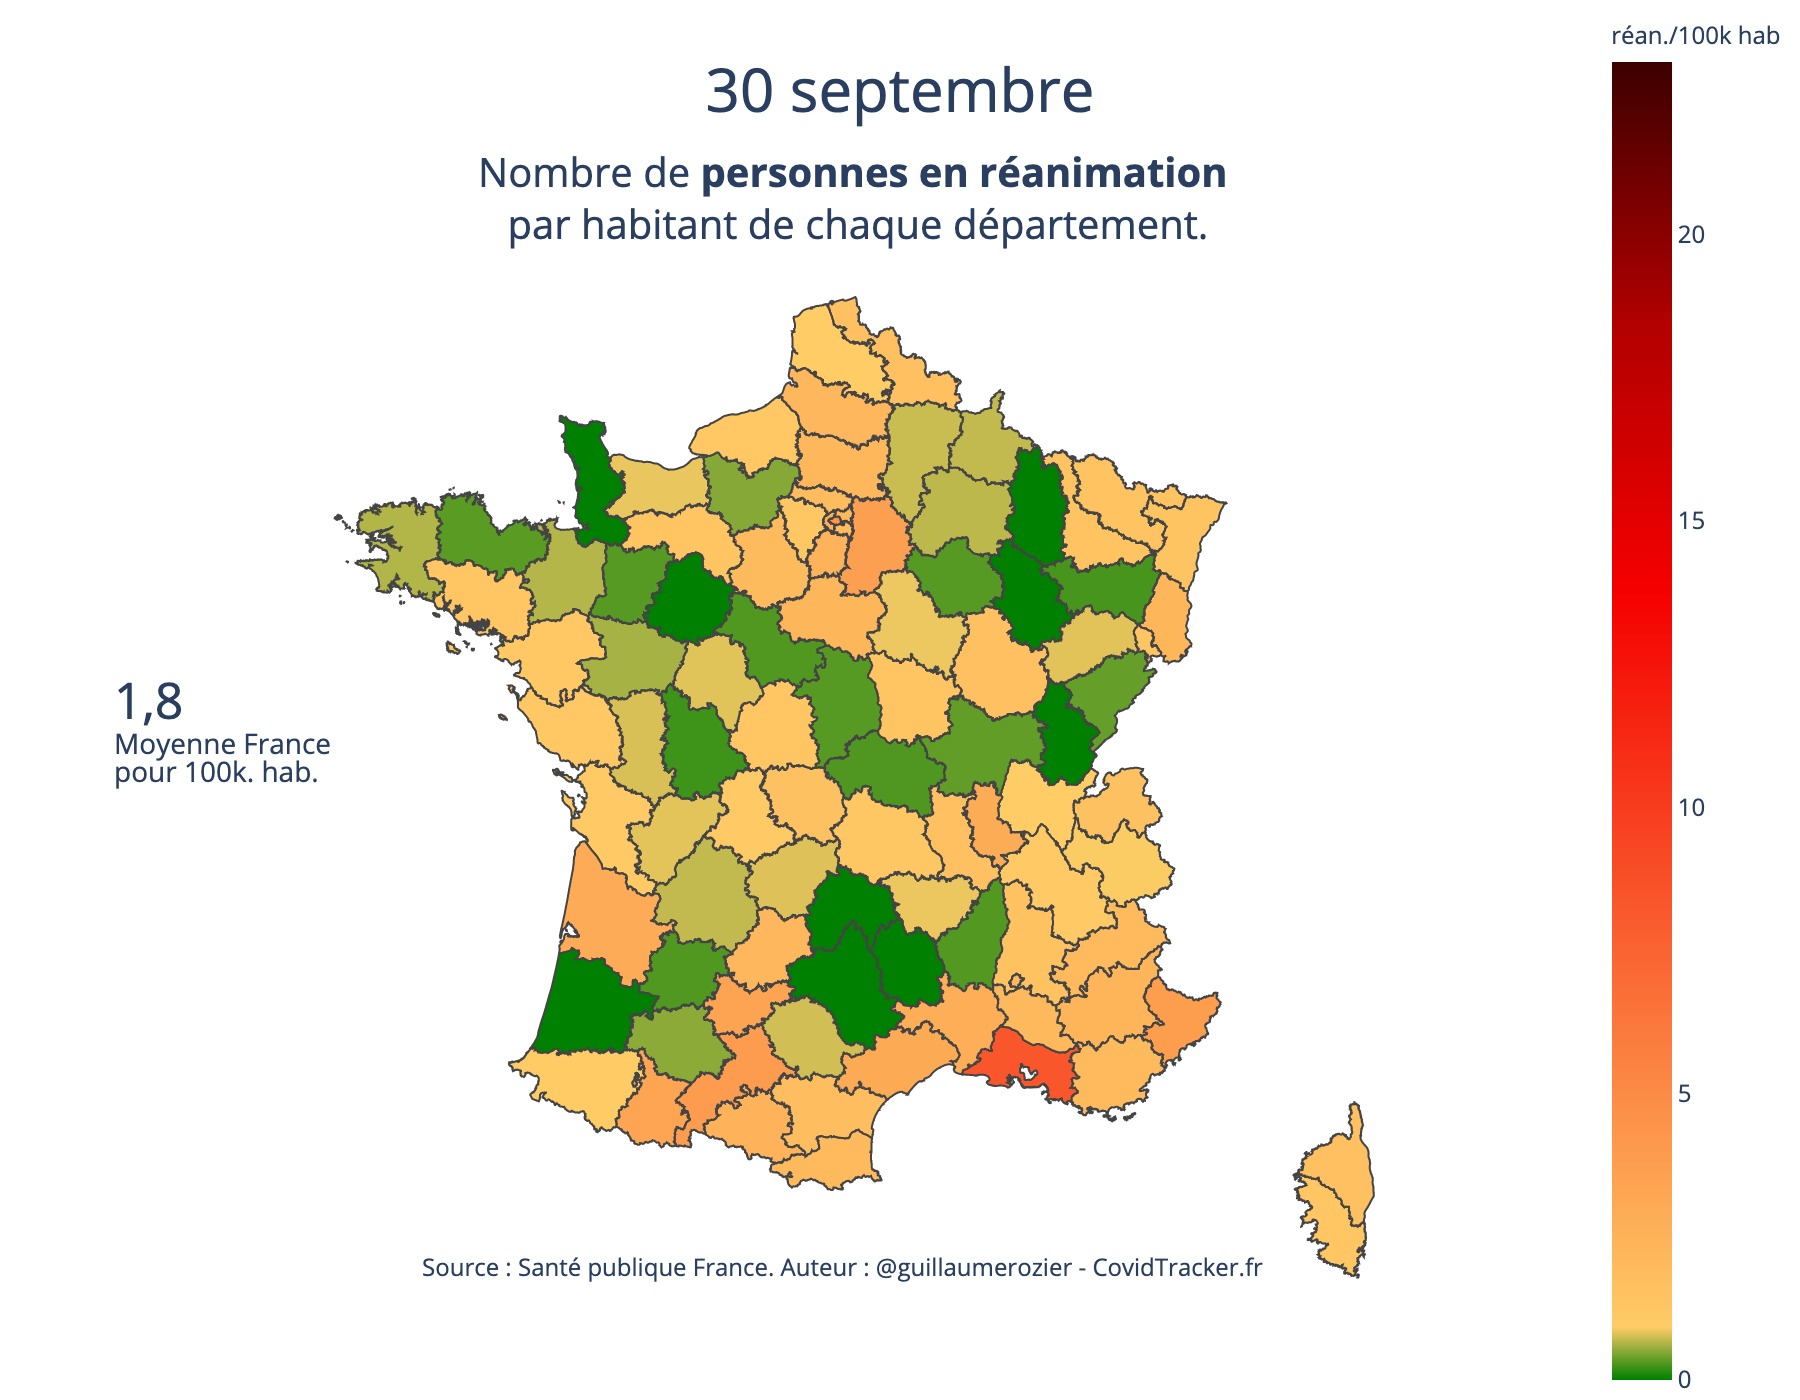 réan./100k hab
30 septembre
Nombre de personnes en réanimation
par habitant de chaque département.
20
15
1,8
Moyenne France
pour 100k. hab.
10
5
Source : Santé publique France. Auteur : @guillaumerozier - CovidTracker.fr
0